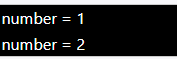 number = 1
number = 2